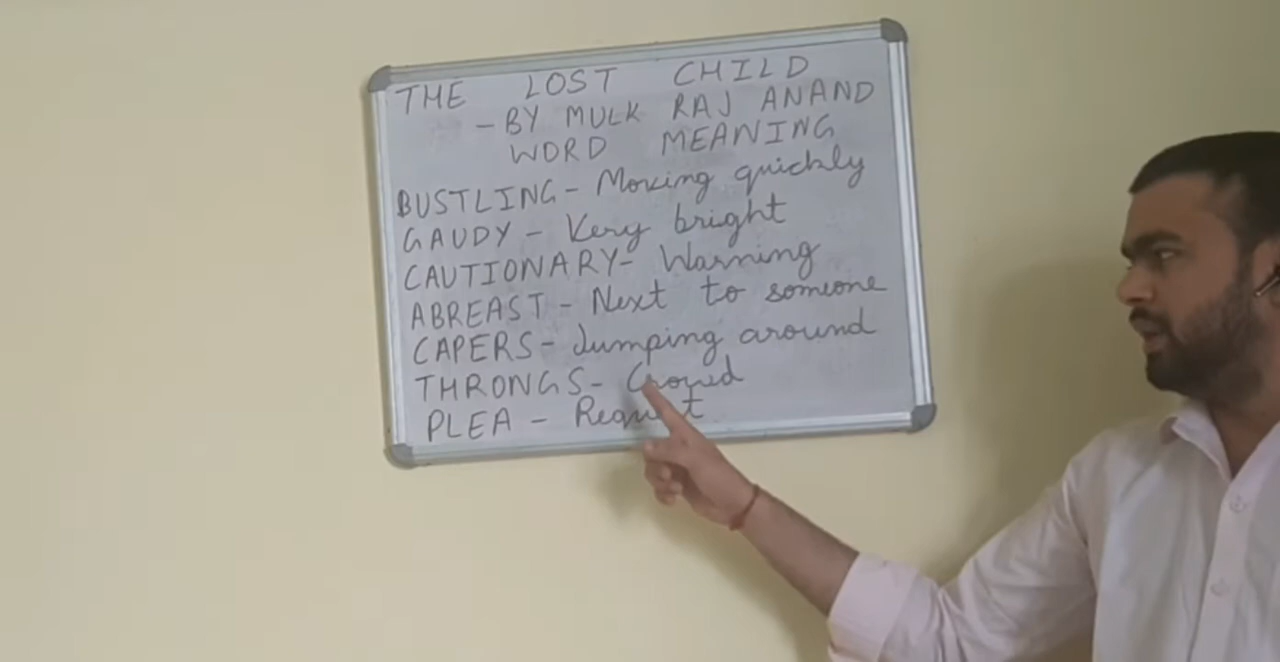 THE LOST CHILD
- BY MULK RAJ ANAND
WORD MEANING
BUSTLING - Moving quickly
GAUDY - Very bright
CAUTIONARY - Warning
ABREAST - Next to someone
CAPERS - Jumping around
THRONGS - Crowd
PLEA - Request